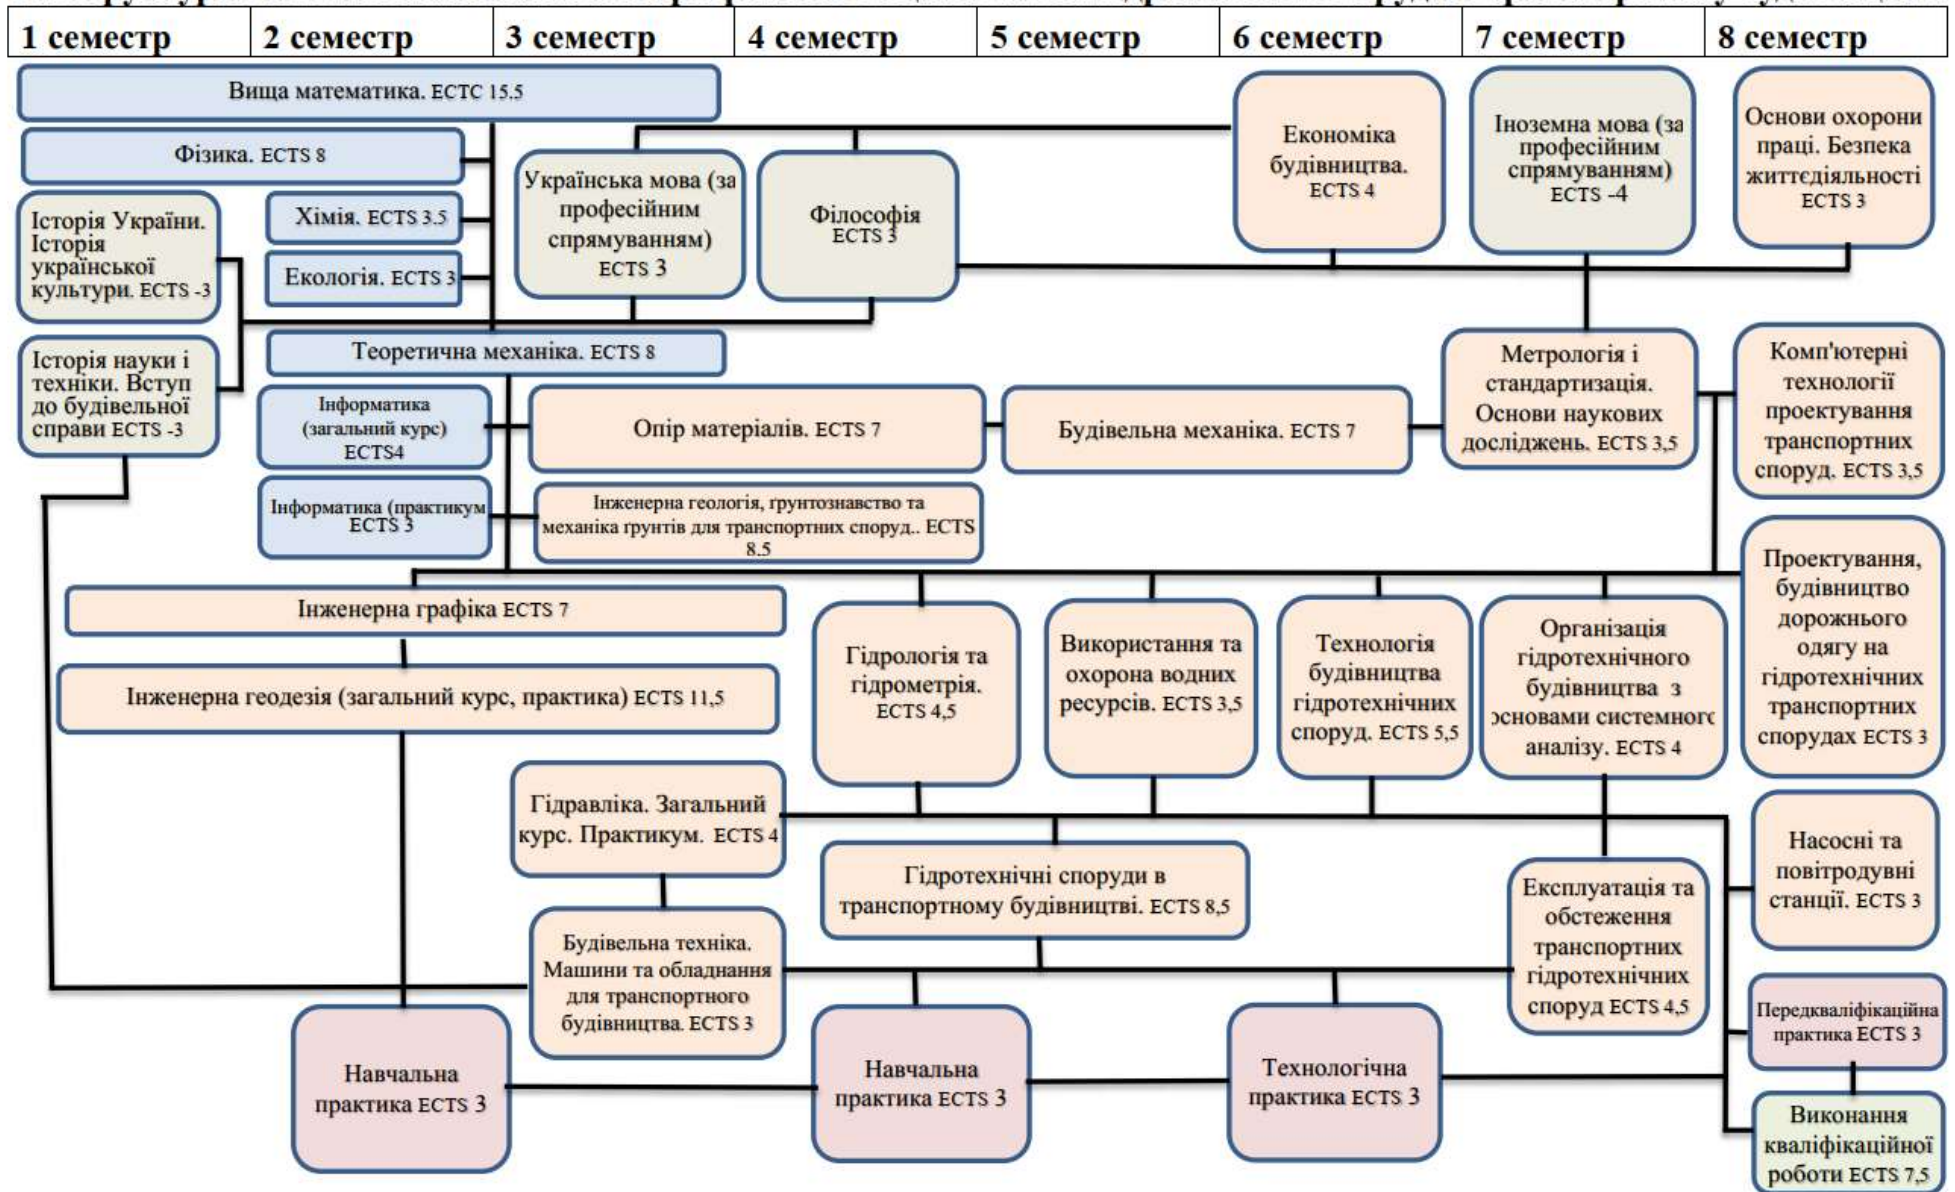 1 семестр
2 семестр
3 семестр
4 семестр
5 семестр
6 семестр
7 семестр
8 семестр
Вища математика. ECTC 15.5
Фізика. ECTS 8
Хімія. ECTS 3.5
Екологія. ECTS 3
Історія України.
Історія
української
культури. ECTS -3
Історія науки і
техніки. Вступ
до будівельної
справи ECTS -3
Українська мова (за
професійним
спрямуванням)
ECTS 3
Філософія
ECTS 3
Економіка
будівництва.
ECTS 4
Іноземна мова (за
професійним
спрямуванням)
ECTS -4
Основи охорони
праці. Безпека
життєдіяльності
ECTS 3
Теоретична механіка. ECTS 8
Інформатика
(загальний курс)
ECTS4
Опір матеріалів. ECTS 7
Будівельна механіка. ECTS 7
Метрологія і
стандартизація.
Основи наукових
досліджень. ECTS 3,5
Комп'ютерні
технології
проектування
транспортних
споруд. ECTS 3,5
Інформатика (практикум
ECTS 3
Інженерна геологія, ґрунтознавство та
механіка ґрунтів для транспортних споруд.. ECTS
8.5
Інженерна графіка ECTS 7
Інженерна геодезія (загальний курс, практика) ECTS 11,5
Гідрологія та
гідрометрія.
ECTS 4,5
Використання та
охорона водних
ресурсів. ECTS 3,5
Технологія
будівництва
гідротехнічних
споруд. ECTS 5,5
Організація
гідротехнічного
будівництва з
основами системного
аналізу. ECTS 4
Проектування,
будівництво
дорожнього
одягу на
гідротехнічних
транспортних
спорудах ECTS 3
Гідравліка. Загальний
курс. Практикум. ECTS 4
Гідротехнічні споруди в
транспортному будівництві. ECTS 8,5
Експлуатація та
обстеження
транспортних
гідротехнічних
споруд ECTS 4,5
Насосні та
повітродувні
станції. ECTS 3
Будівельна техніка.
Машини та обладнання
для транспортного
будівництва. ECTS 3
Передкваліфікаційна
практика ECTS 3
Навчальна
практика ECTS 3
Навчальна
практика ECTS 3
Технологічна
практика ECTS 3
Виконання
кваліфікаційної
роботи ECTS 7,5